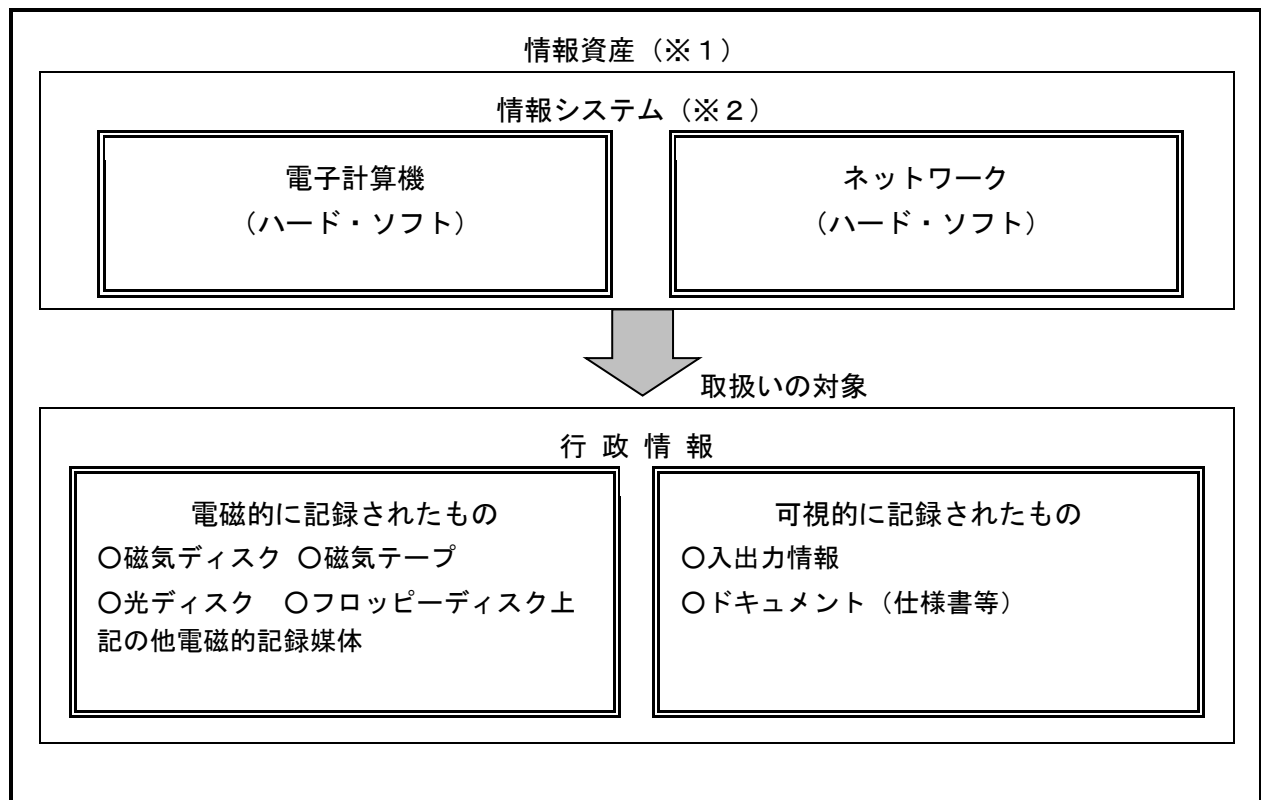 情報資産（※１）
情報システム（※２）
電子計算機
（ハード・ソフト）
ネットワーク
（ハード・ソフト）
取扱いの対象
行 政 情 報
電磁的に記録されたもの
○磁気ディスク ○磁気テープ
○光ディスク　○フロッピーディスク上
記の他電磁的記録媒体
可視的に記録されたもの
○入出力情報
○ドキュメント（仕様書等）